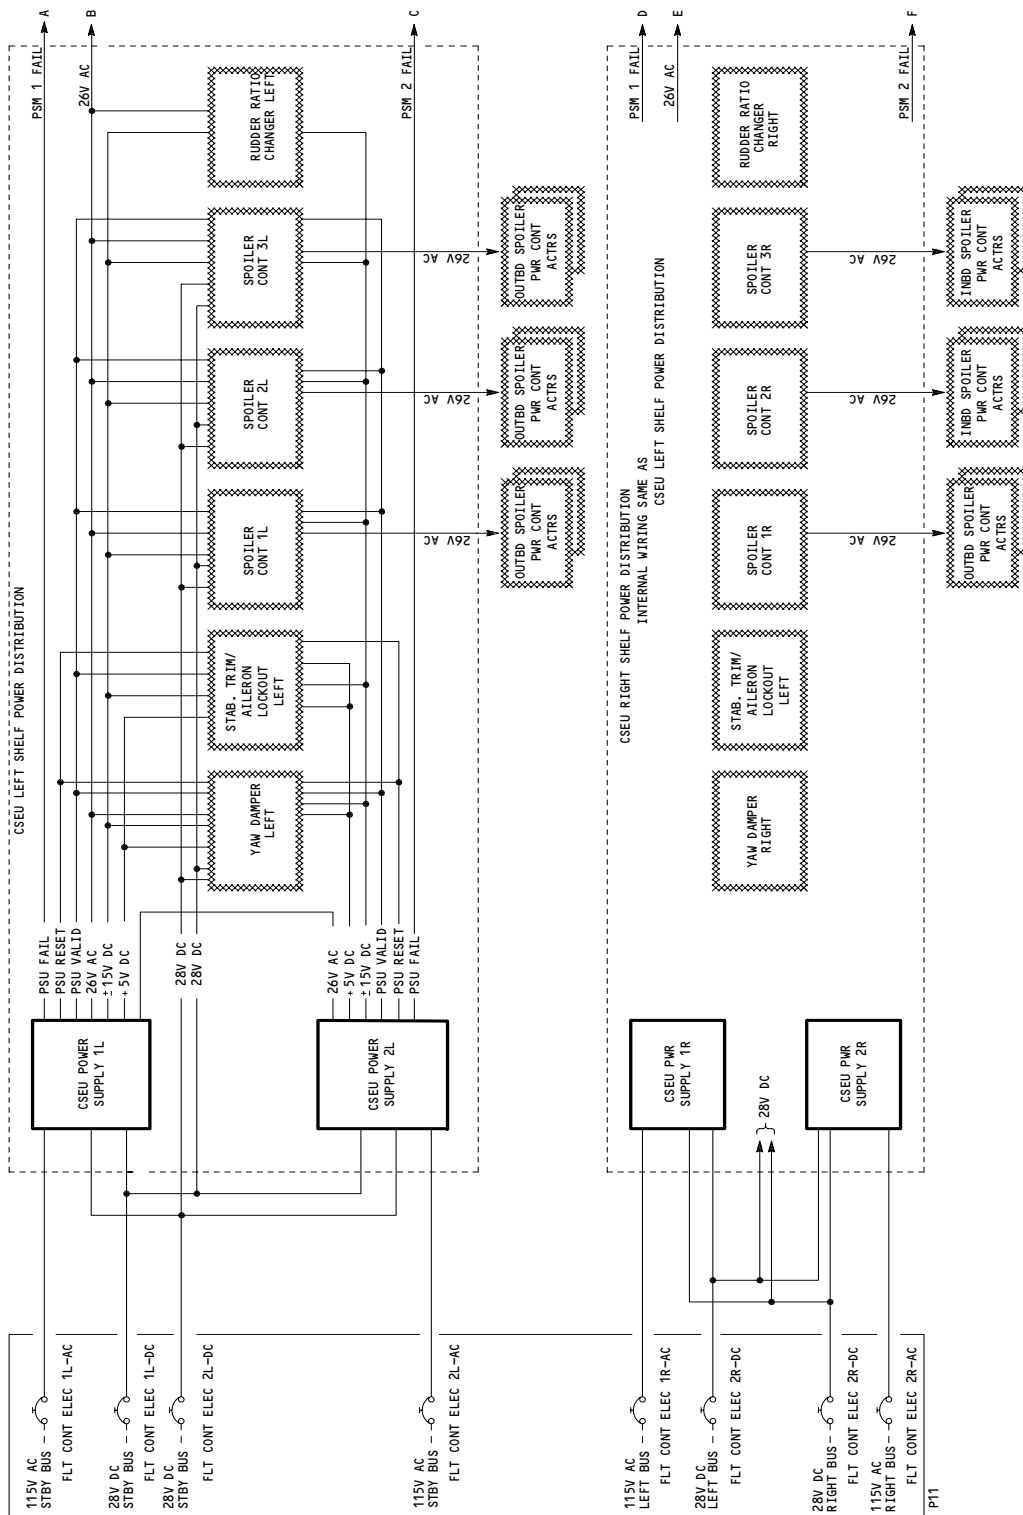 CSEU LEFT SHELF POWER DISTRIBUTION
115V AC
STBY BUS
FLT CONT ELEC 1L-AC
28V DC
STBY BUS
FLT CONT ELEC 1L-DC
28V DC
STBY BUS
FLT CONT ELEC 2L-DC
115V AC
STBY BUS
FLT CONT ELEC 2L-AC
CSEU POWER
SUPPLY 1L
CSEU POWER
SUPPLY 2L
PSU FAIL
PSU RESET
PSU VALID
26V AC
±15V DC
+5V DC
28V DC
28V DC
26V AC
+5V DC
±15V DC
PSU VALID
PSU RESET
PSU FAIL
YAW DAMPER
LEFT
STAB. TRIM/
AILERON
LOCKOUT
LEFT
SPOILER
CONT 1L
SPOILER
CONT 2L
SPOILER
CONT 3L
RUDDER RATIO
CHANGER LEFT
PSM 1 FAIL
A
26V AC
B
PSM 2 FAIL
C
26V AC
26V AC
26V AC
OUTBD SPOILER
PWR CONT
ACTRS
OUTBD SPOILER
PWR CONT
ACTRS
OUTBD SPOILER
PWR CONT
ACTRS
CSEU RIGHT SHELF POWER DISTRIBUTION
INTERNAL WIRING SAME AS
CSEU LEFT SHELF POWER DISTRIBUTION
115V AC
LEFT BUS
FLT CONT ELEC 1R-AC
28V DC
LEFT BUS
FLT CONT ELEC 2R-DC
28V DC
RIGHT BUS
FLT CONT ELEC 2R-DC
115V AC
RIGHT BUS
FLT CONT ELEC 2R-AC
P11
CSEU PWR
SUPPLY 1R
28V DC
CSEU PWR
SUPPLY 2R
YAW DAMPER
RIGHT
STAB. TRIM/
AILERON
LOCKOUT
LEFT
SPOILER
CONT 1R
SPOILER
CONT 2R
SPOILER
CONT 3R
RUDDER RATIO
CHANGER
RIGHT
PSM 1 FAIL
D
26V AC
E
PSM 2 FAIL
F
26V AC
26V AC
26V AC
OUTBD SPOILER
PWR CONT
ACTRS
INBD SPOILER
PWR CONT
ACTRS
INBD SPOILER
PWR CONT
ACTRS